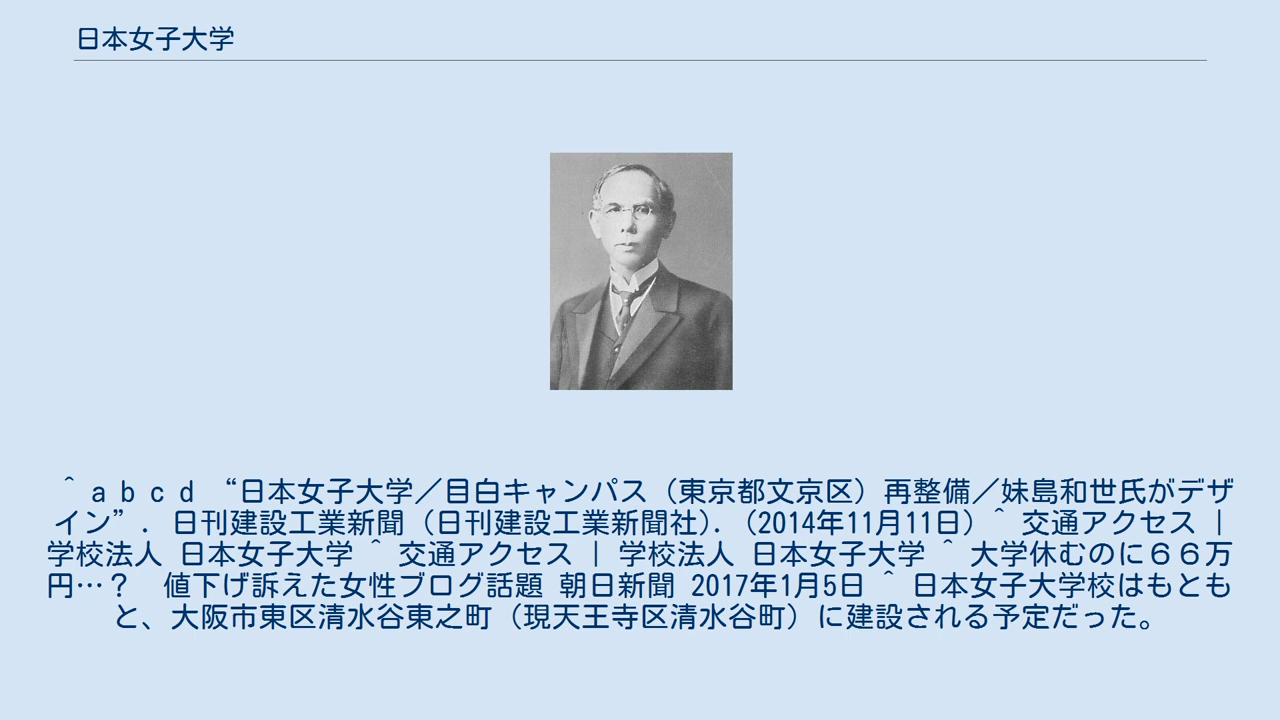 日本女子大学
＾ a b c d “日本女子大学／目白キャンパス（東京都文京区）再整備／妹島和世氏がデザ
イン”. 日刊建設工業新聞（日刊建設工業新聞社）. （2014年11月11日）＾ 交通アクセス |
学校法人 日本女子大学 ＾ 交通アクセス | 学校法人 日本女子大学 ＾ 大学休むのに６６万
円…？　値下げ訴えた女性ブログ話題 朝日新聞 2017年1月5日 ＾ 日本女子大学校はもとも
と、大阪市東区清水谷東之町（現天王寺区清水谷町）に建設される予定だった。